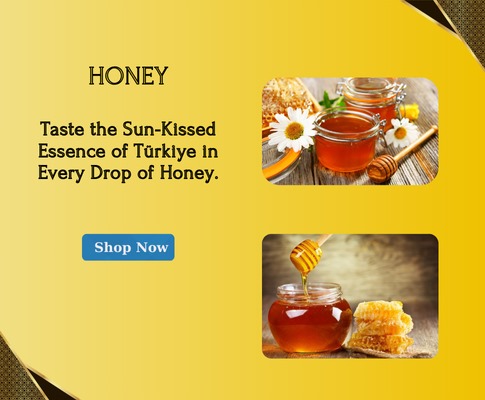 HONEY
Taste the Sun-Kissed
Essence of Türkiye in
Every Drop of Honey.
Shop Now